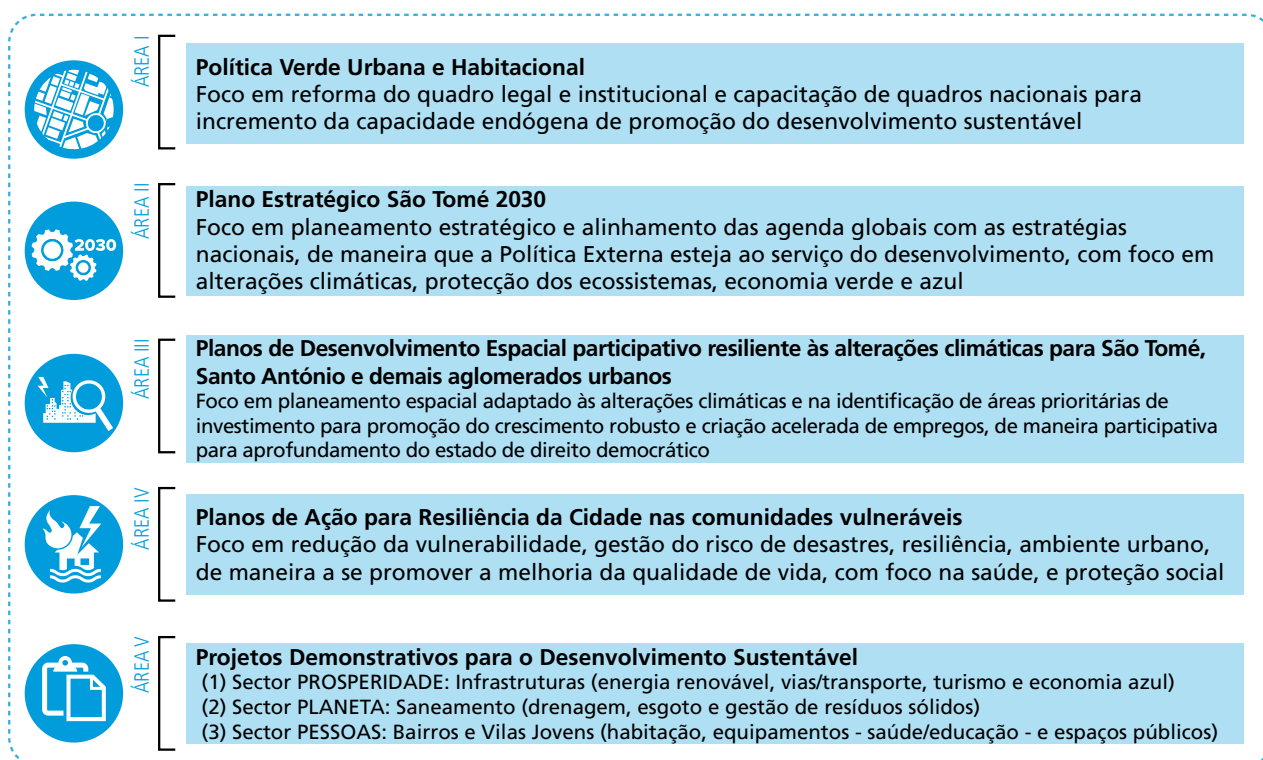 ÁREA I
Política Verde Urbana e Habitacional
Foco em reforma do quadro legal e institucional e capacitação de quadros nacionais para
incremento da capacidade endógena de promoção do desenvolvimento sustentável
ÁREA II
2030
Plano Estratégico São Tomé 2030
Foco em planeamento estratégico e alinhamento das agenda globais com as estratégias
nacionais, de maneira que a Política Externa esteja ao serviço do desenvolvimento, com foco em
alterações climáticas, protecção dos ecossistemas, economia verde e azul
ÁREA III
Planos de Desenvolvimento Espacial participativo resiliente às alterações climáticas para São Tomé,
Santo António e demais aglomerados urbanos
Foco em planeamento espacial adaptado às alterações climáticas e na identificação de áreas prioritárias de
investimento para promoção do crescimento robusto e criação acelerada de empregos, de maneira participativa
para aprofundamento do estado de direito democrático
ÁREA IV
Planos de Ação para Resiliência da Cidade nas comunidades vulneráveis
Foco em redução da vulnerabilidade, gestão do risco de desastres, resiliência, ambiente urbano,
de maneira a se promover a melhoria da qualidade de vida, com foco na saúde, e proteção social
ÁREA V
Projetos Demonstrativos para o Desenvolvimento Sustentável
(1) Sector PROSPERIDADE: Infrastruturas (energia renovável, vias/transporte, turismo e economia azul)
(2) Sector PLANETA: Saneamento (drenagem, esgoto e gestão de resíduos sólidos)
(3) Sector PESSOAS: Bairros e Vilas Jovens (habitação, equipamentos - saúde/educação - e espaços públicos)